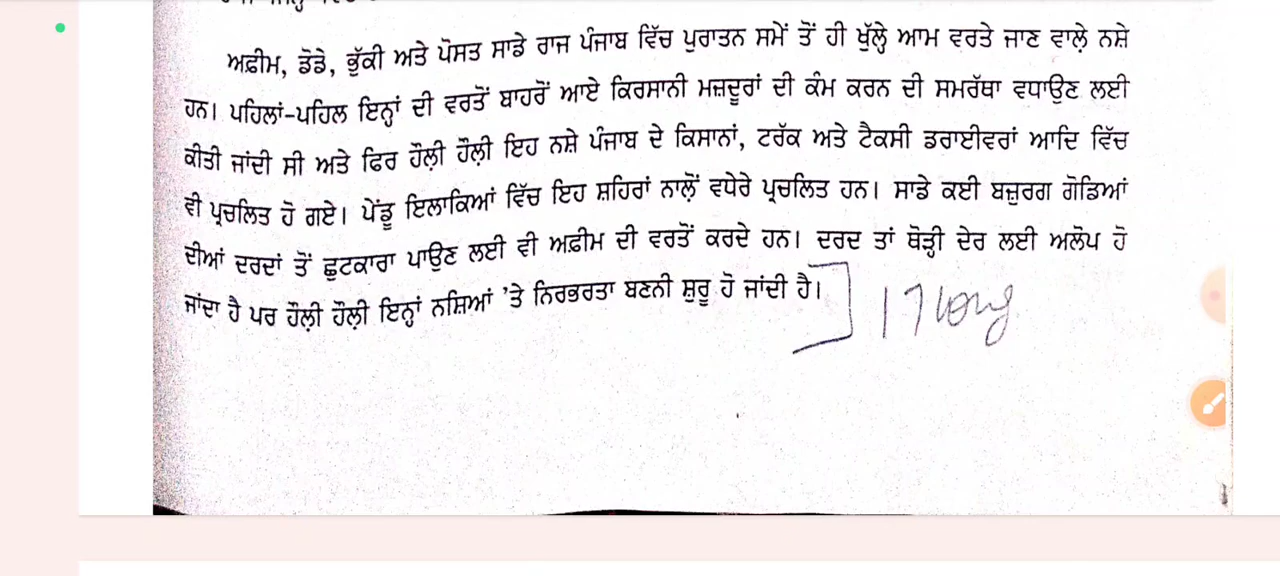 ਅਫ਼ੀਮ, ਡੋਡੇ, ਭੁੱਕੀ ਅਤੇ ਪੋਸਤ ਸਾਡੇ ਰਾਜ ਪੰਜਾਬ ਵਿੱਚ ਪੁਰਾਤਨ ਸਮੇਂ ਤੋਂ ਹੀ ਖੁੱਲ੍ਹੇ ਆਮ ਵਰਤੇ ਜਾਣ ਵਾਲ਼ੇ ਨਸ਼ੇ
ਹਨ। ਪਹਿਲਾਂ-ਪਹਿਲ ਇਨ੍ਹਾਂ ਦੀ ਵਰਤੋਂ ਬਾਹਰੋਂ ਆਏ ਕਿਰਸਾਨੀ ਮਜ਼ਦੂਰਾਂ ਦੀ ਕੰਮ ਕਰਨ ਦੀ ਸਮਰੱਥਾ ਵਧਾਉਣ ਲਈ
ਕੀਤੀ ਜਾਂਦੀ ਸੀ ਅਤੇ ਫਿਰ ਹੌਲ਼ੀ ਹੌਲ਼ੀ ਇਹ ਨਸ਼ੇ ਪੰਜਾਬ ਦੇ ਕਿਸਾਨਾਂ, ਟਰੱਕ ਅਤੇ ਟੈਕਸੀ ਡਰਾਈਵਰਾਂ ਆਦਿ ਵਿੱਚ
ਵੀ ਪ੍ਰਚਲਿਤ ਹੋ ਗਏ। ਪੇਂਡੂ ਇਲਾਕਿਆਂ ਵਿੱਚ ਇਹ ਸ਼ਹਿਰਾਂ ਨਾਲ਼ੋਂ ਵਧੇਰੇ ਪ੍ਰਚਲਿਤ ਹਨ। ਸਾਡੇ ਕਈ ਬਜ਼ੁਰਗ ਗੋਡਿਆਂ
ਦੀਆਂ ਦਰਦਾਂ ਤੋਂ ਛੁਟਕਾਰਾ ਪਾਉਣ ਲਈ ਵੀ ਅਫ਼ੀਮ ਦੀ ਵਰਤੋਂ ਕਰਦੇ ਹਨ। ਦਰਦ ਤਾਂ ਥੋੜ੍ਹੀ ਦੇਰ ਲਈ ਅਲੋਪ ਹੋ
ਜਾਂਦਾ ਹੈ ਪਰ ਹੌਲ਼ੀ ਹੌਲ਼ੀ ਇਨ੍ਹਾਂ ਨਸ਼ਿਆਂ 'ਤੇ ਨਿਰਭਰਤਾ ਬਣਨੀ ਸ਼ੁਰੂ ਹੋ ਜਾਂਦੀ ਹੈ।